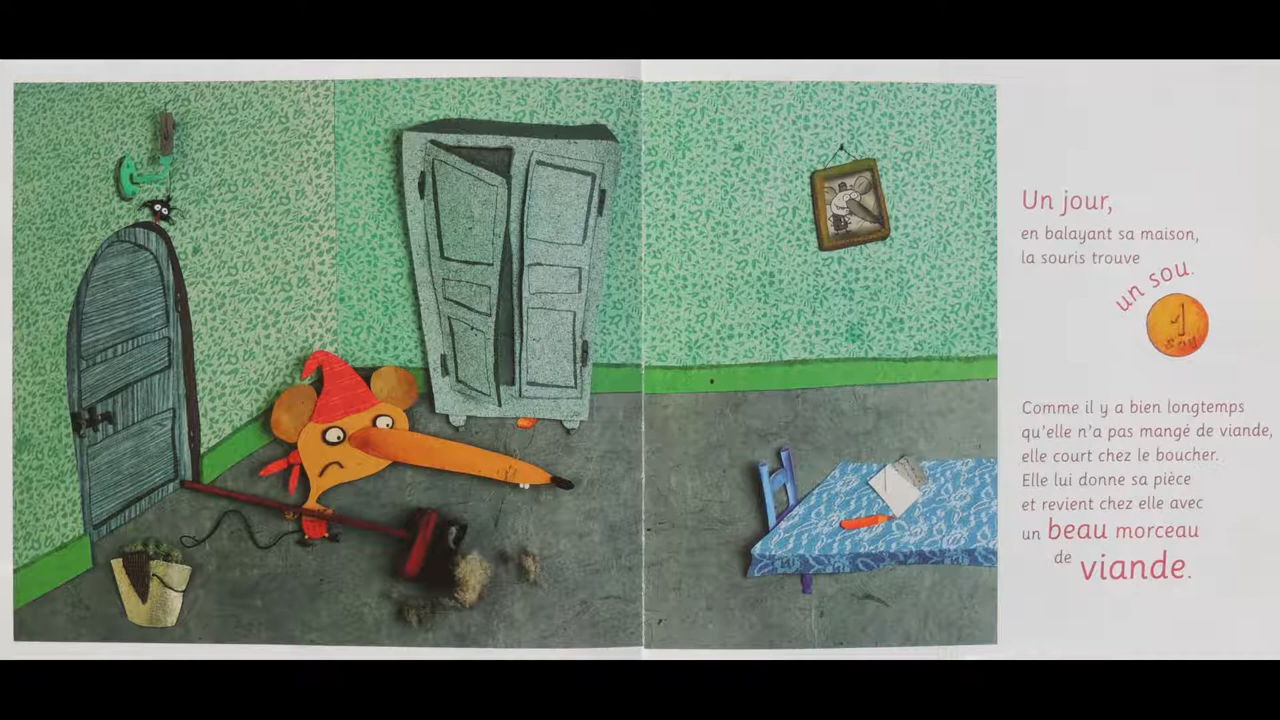 Un jour,
en balayant sa maison,
la souris trouve
un sou.
1
sou
Comme il y a bien longtemps
qu'elle n'a pas mangé de viande,
elle court chez le boucher.
Elle lui donne sa pièce
et revient chez elle avec
un beau morceau
de viande.